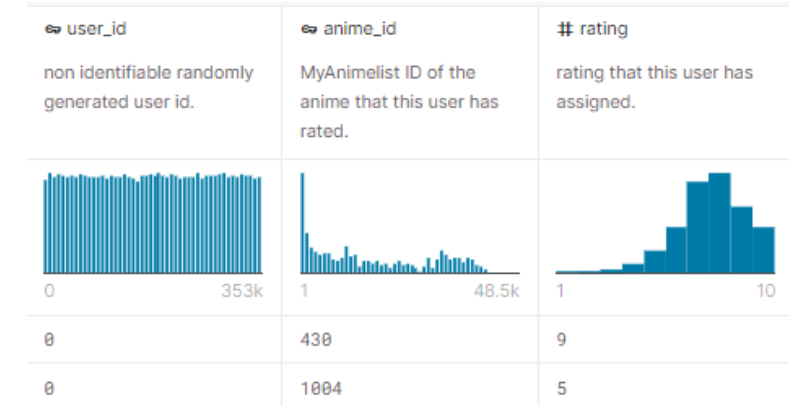 user_id
non identifiable randomly
generated user id.
anime_id
MyAnimelist ID of the
anime that this user has
rated.
# rating
rating that this user has
assigned.
0 353k
1 48.5k
1 10
0 430 9
0 1004 5